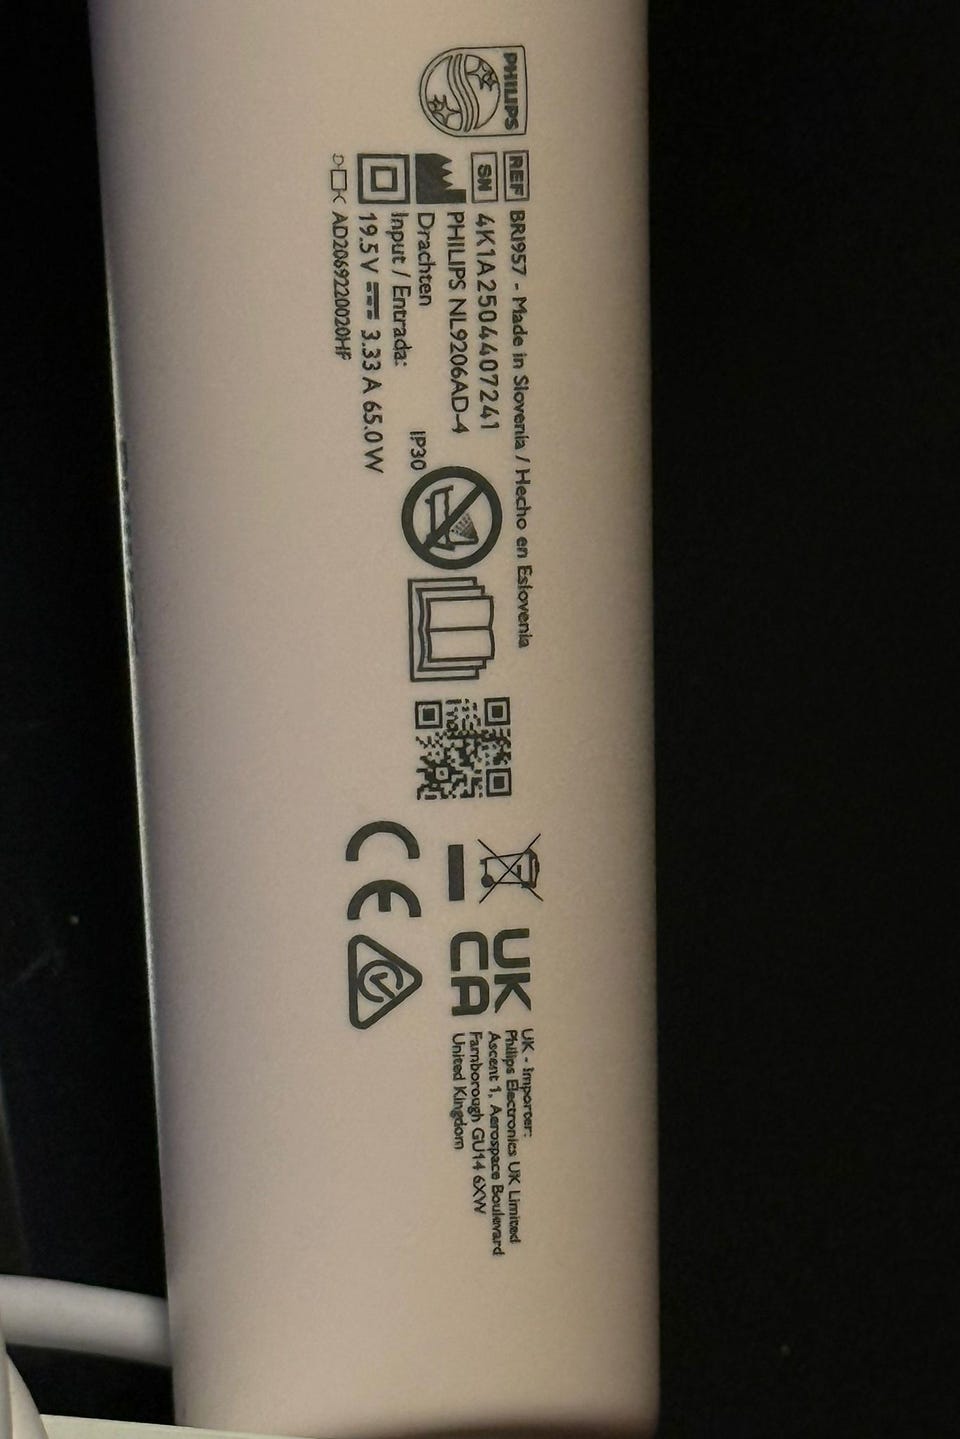 PHILIPS
REF BRI957 - Made in Slovenia / Hecho en Eslovenia
SN 4K1A2504407241
PHILIPS NL9206AD-4
Drachten
IP30
Input / Entrada:
19.5V 3.33 A 65.0W
AD2069220020HF
CE
UK
CA
UK - Importer:
Philips Electronics UK Limited
Ascent 1, Aerospace Boulevard
Farnborough GU14 6XW
United Kingdom